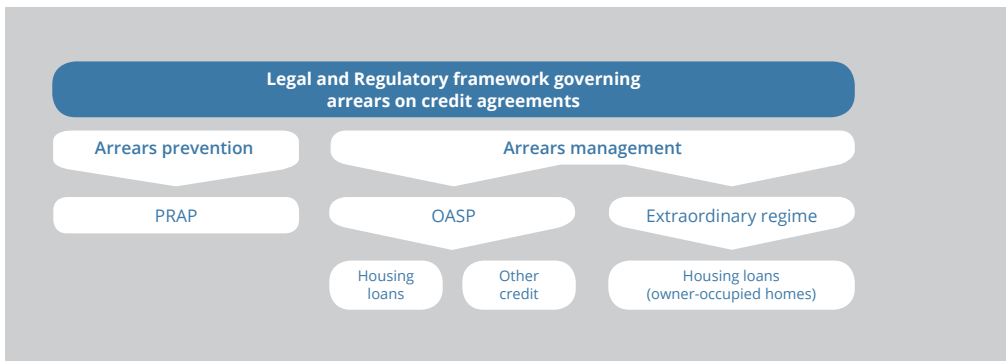 Legal and Regulatory framework governing
arrears on credit agreements
Arrears prevention
Arrears management
PRAP
OASP
Extraordinary regime
Housing
loans
Other
credit
Housing loans
(owner-occupied homes)